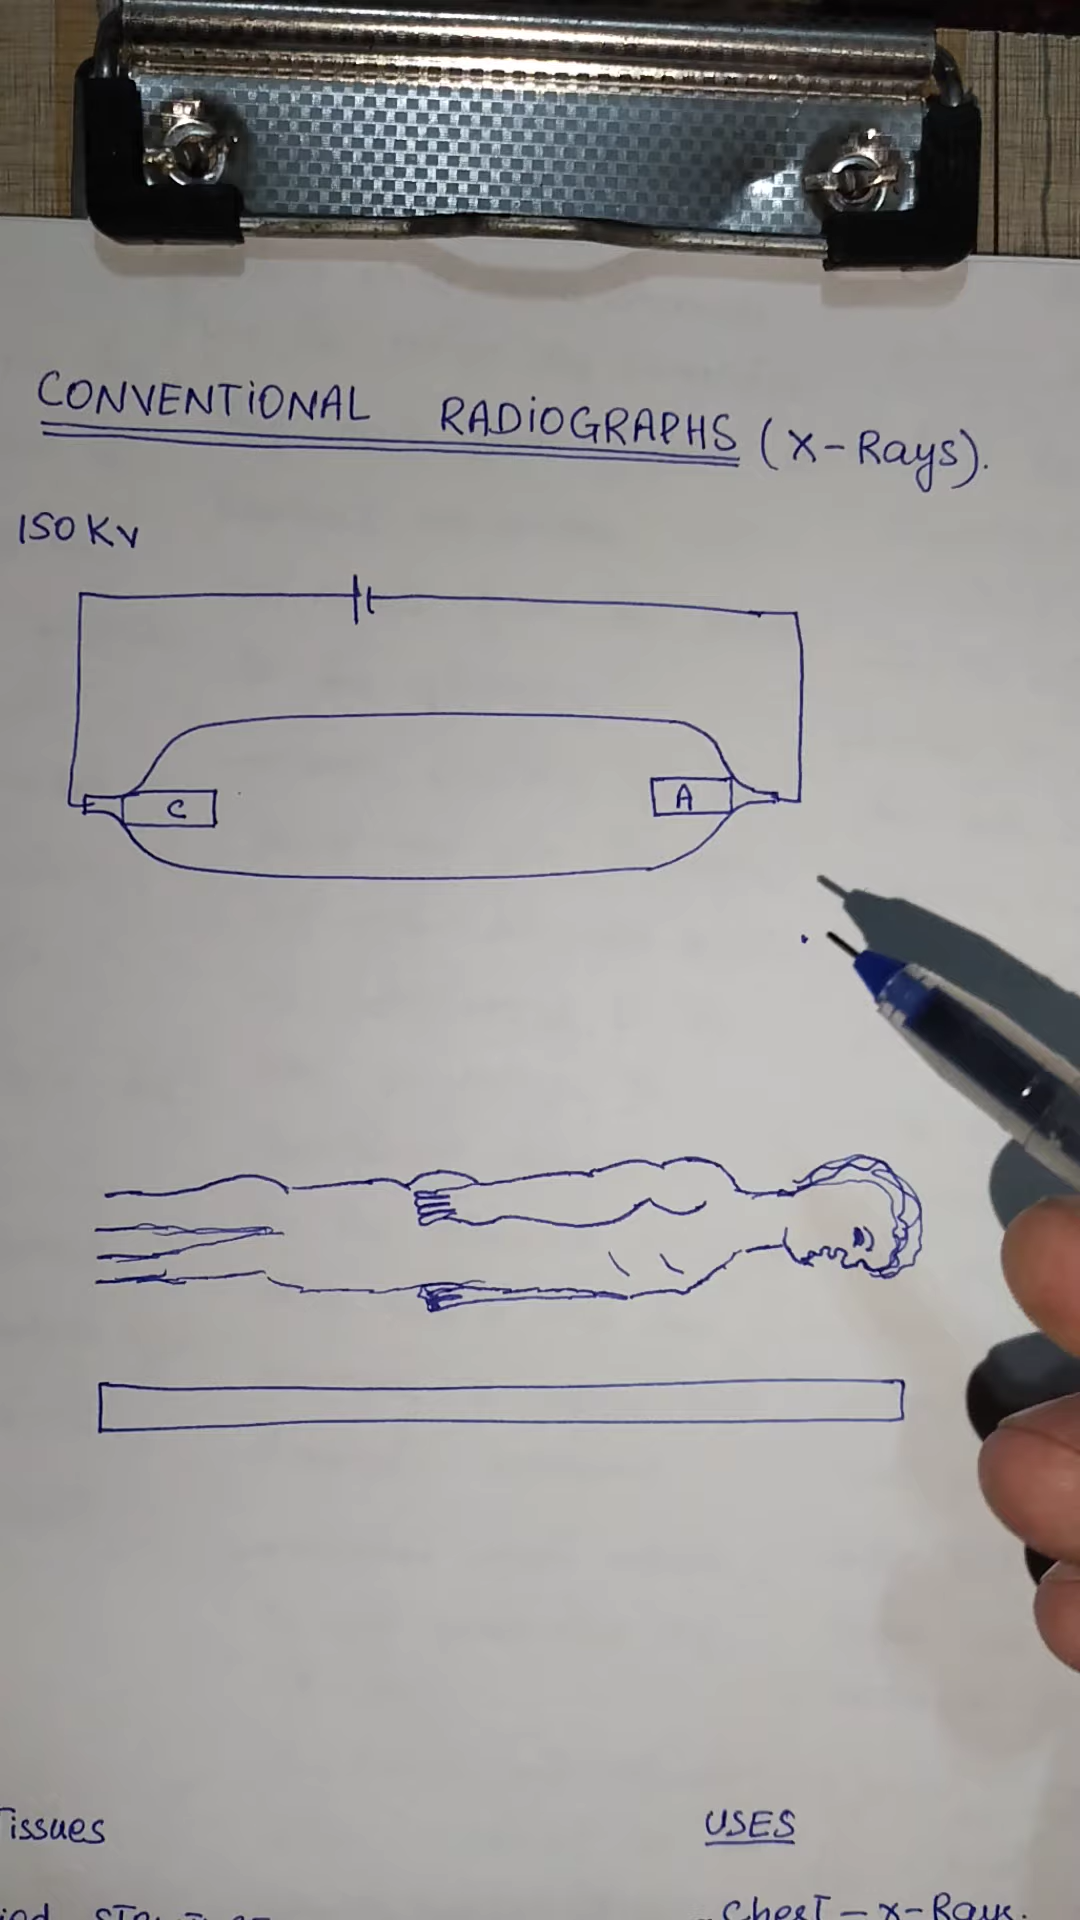 CONVENTIONAL RADIOGRAPHS (X-Rays).
150 Kv
C
A
Tissues
USES
Chest-x-Rays.